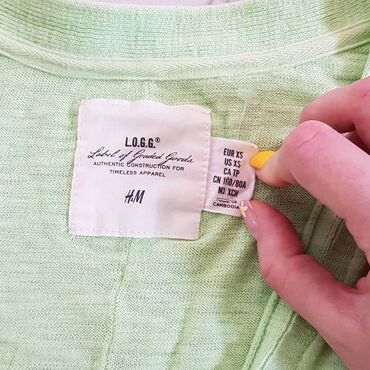 L.O.G.G.®
Label of Graded Goods
AUTHENTIC CONSTRUCTION FOR
TIMELESS APPAREL
H&M
EUR XS
US XS
CA TP
CN 160/80A
MX XCH
CAMBODIA